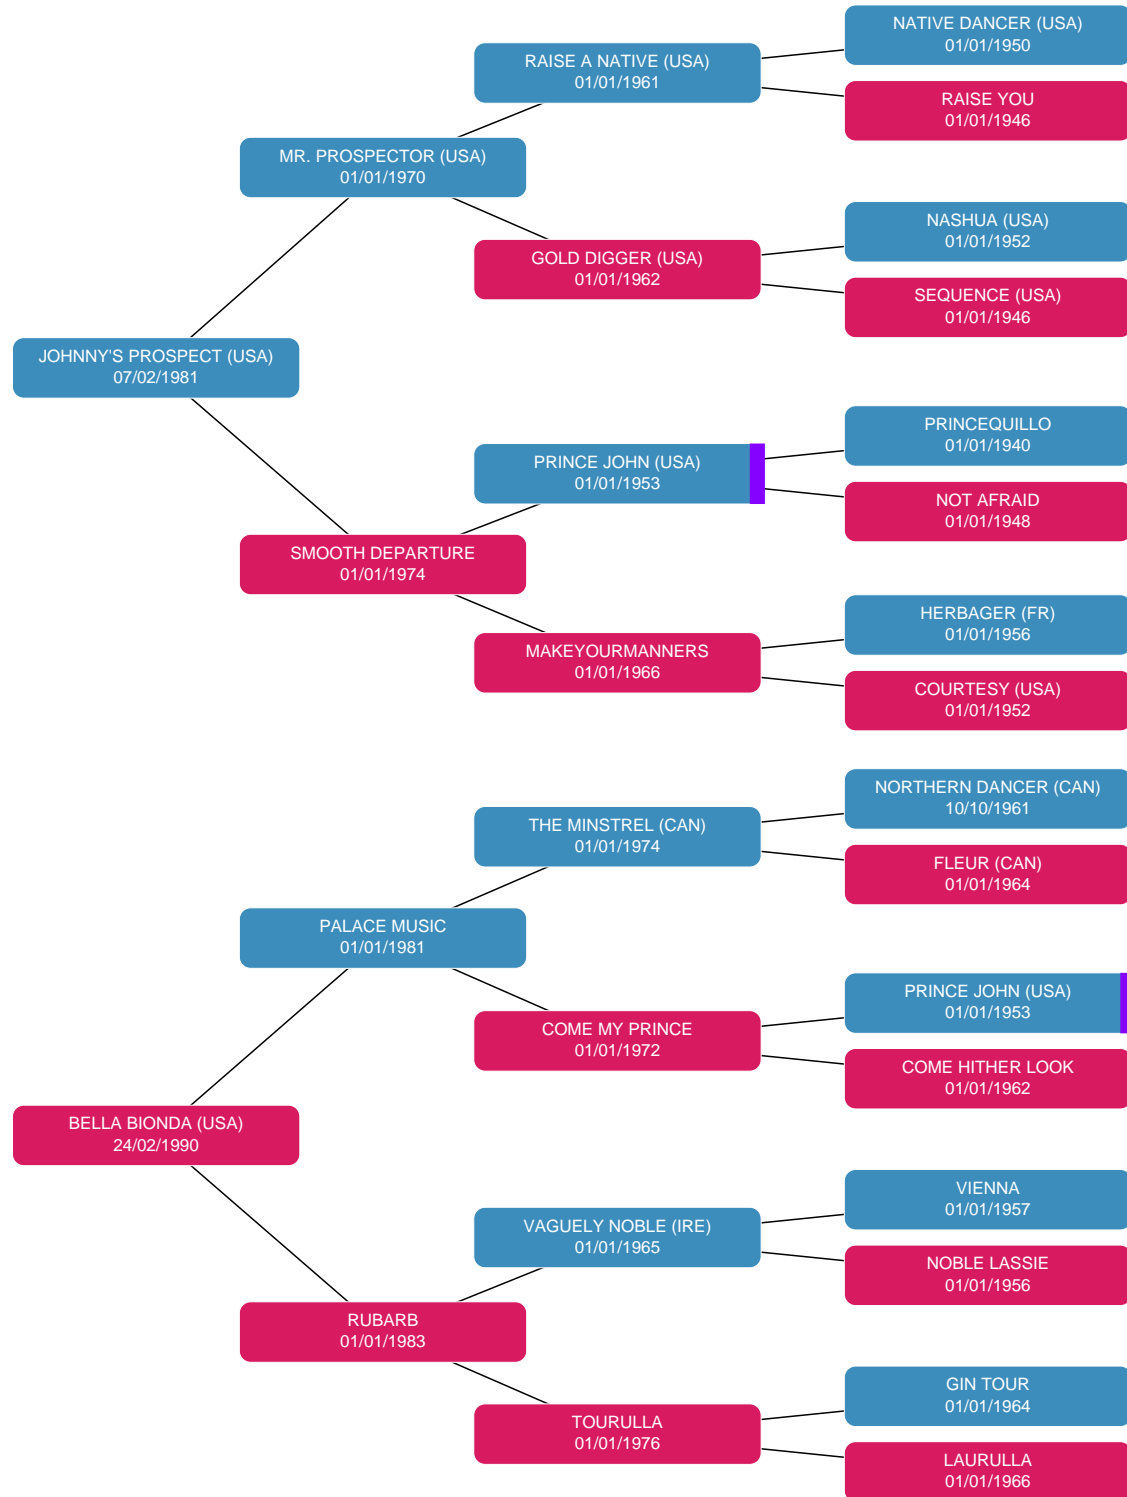 NATIVE DANCER (USA)
01/01/1950
RAISE A NATIVE (USA)
01/01/1961
RAISE YOU
01/01/1946
MR. PROSPECTOR (USA)
01/01/1970
NASHUA (USA)
01/01/1952
GOLD DIGGER (USA)
01/01/1962
SEQUENCE (USA)
01/01/1946
JOHNNY'S PROSPECT (USA)
07/02/1981
PRINCEQUILLO
01/01/1940
PRINCE JOHN (USA)
01/01/1953
NOT AFRAID
01/01/1948
SMOOTH DEPARTURE
01/01/1974
HERBAGER (FR)
01/01/1956
MAKEYOURMANNERS
01/01/1966
COURTESY (USA)
01/01/1952
NORTHERN DANCER (CAN)
10/10/1961
THE MINSTREL (CAN)
01/01/1974
FLEUR (CAN)
01/01/1964
PALACE MUSIC
01/01/1981
PRINCE JOHN (USA)
01/01/1953
COME MY PRINCE
01/01/1972
COME HITHER LOOK
01/01/1962
BELLA BIONDA (USA)
24/02/1990
VIENNA
01/01/1957
VAGUELY NOBLE (IRE)
01/01/1965
NOBLE LASSIE
01/01/1956
RUBARB
01/01/1983
GIN TOUR
01/01/1964
TOURULLA
01/01/1976
LAURULLA
01/01/1966